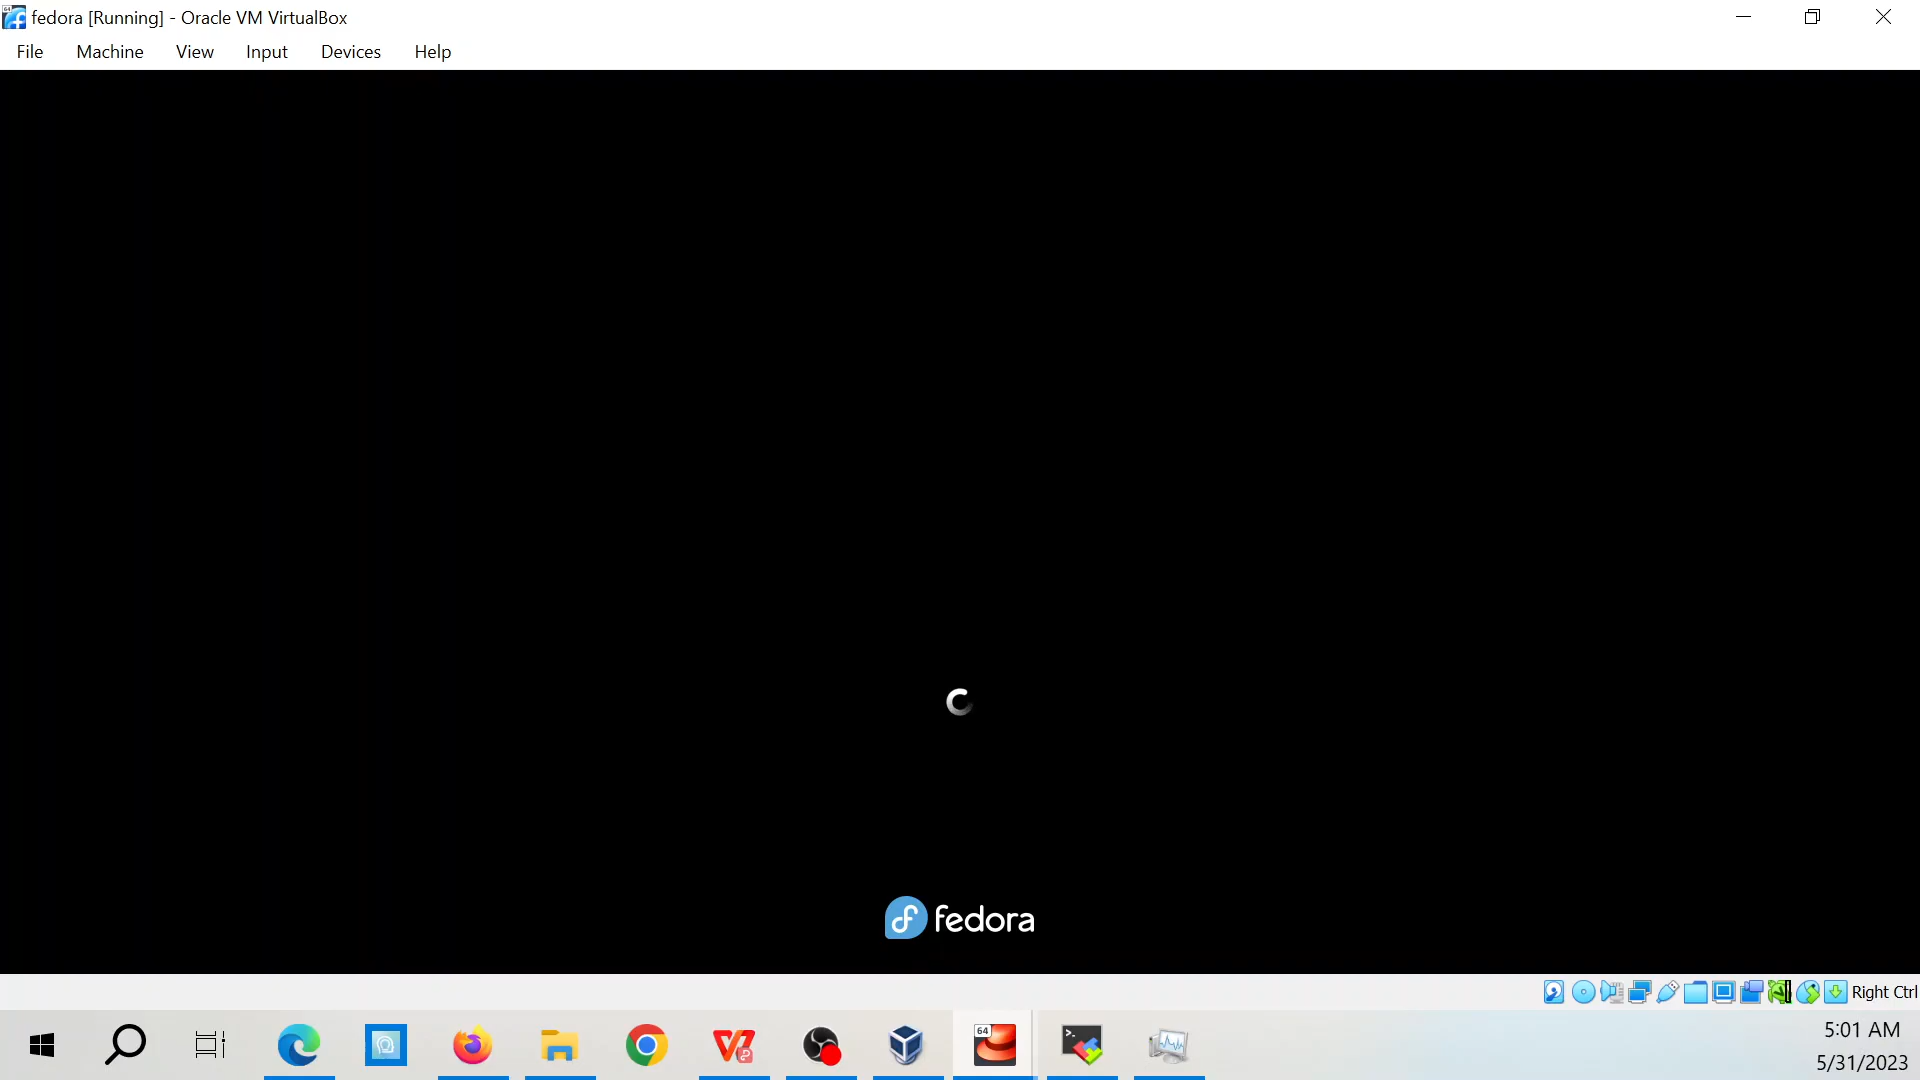 fedora [Running] - Oracle VM VirtualBox
File Machine View Input Devices Help
fedora
Right Ctrl
64
5:01 AM
5/31/2023